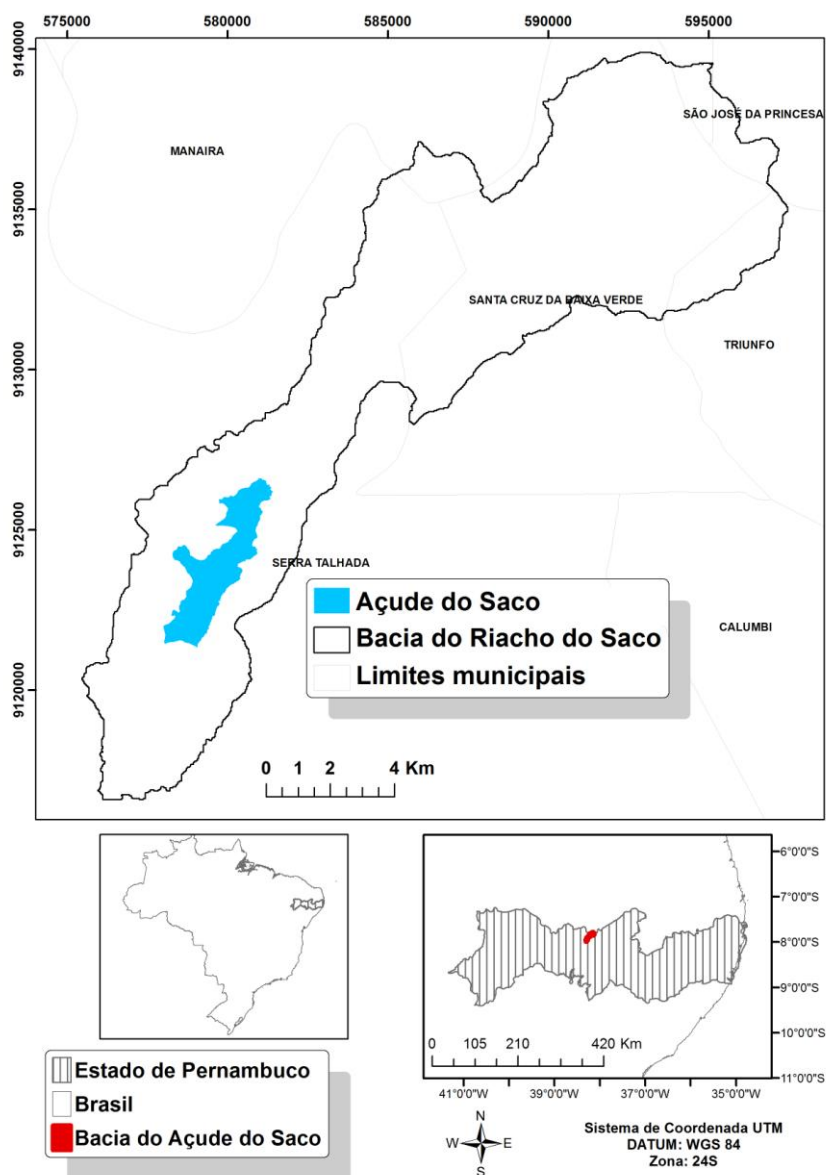 575000 580000 585000 590000 595000
9140000
9135000
9130000
9125000
9120000
SÃO JOSÉ DA PRINCESA
MANAIRA
SANTA CRUZ DA BAIXA VERDE
TRIUNFO
SERRA TALHADA
CALUMBI
Açude do Saco
Bacia do Riacho do Saco
Limites municipais
0 1 2 4 Km
6°0'0"S
7°0'0"S
8°0'0"S
9°0'0"S
10°0'0"S
11°0'0"S
0 105 210 420 Km
41°0'0"W 39°0'0"W 37°0'0"W 35°0'0"W
Estado de Pernambuco
Brasil
Bacia do Açude do Saco
N
W E
S
Sistema de Coordenada UTM
DATUM: WGS 84
Zona: 24S